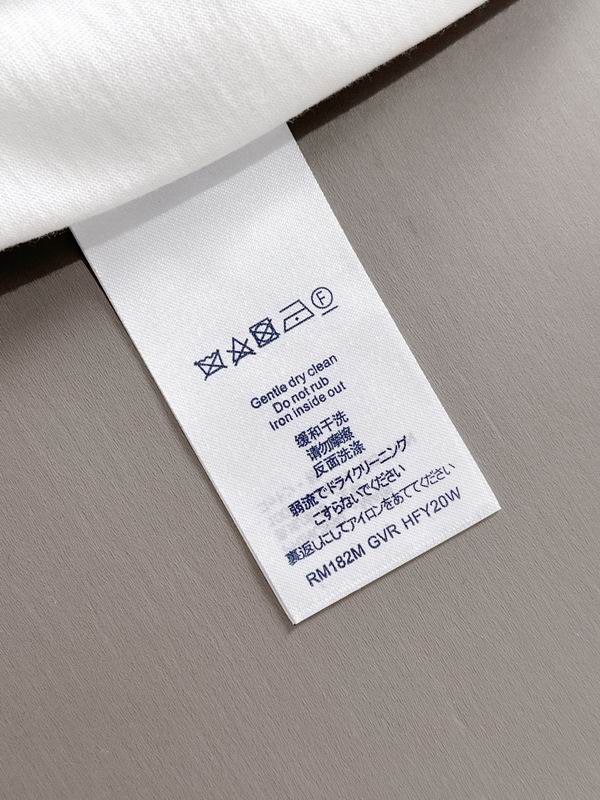 F
Gentle dry clean
Do not rub
Iron inside out
缓和干洗
请勿摩擦
反面洗涤
弱流でドライクリーニング
こすらないでください
裏返しにしてアイロンをあててください
RM182M GVR HFY20W